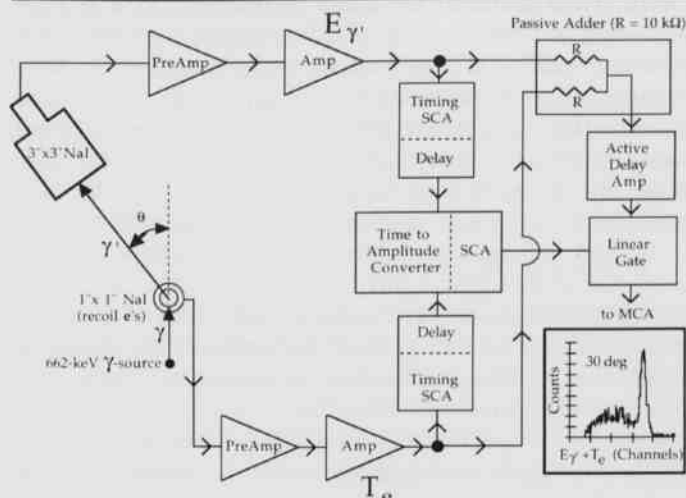 E γ'
Passive Adder (R = 10 kΩ)
PreAmp
Amp
R
R
Timing
SCA
Delay
Active
Delay
Amp
3"x3" NaI
θ
γ'
Time to
Amplitude
Converter
SCA
Linear
Gate
1"x 1" NaI
(recoil e's)
γ
to MCA
Delay
Timing
SCA
662-keV γ-source
30 deg
Counts
PreAmp
Amp
E γ' +T e (Channels)
T e